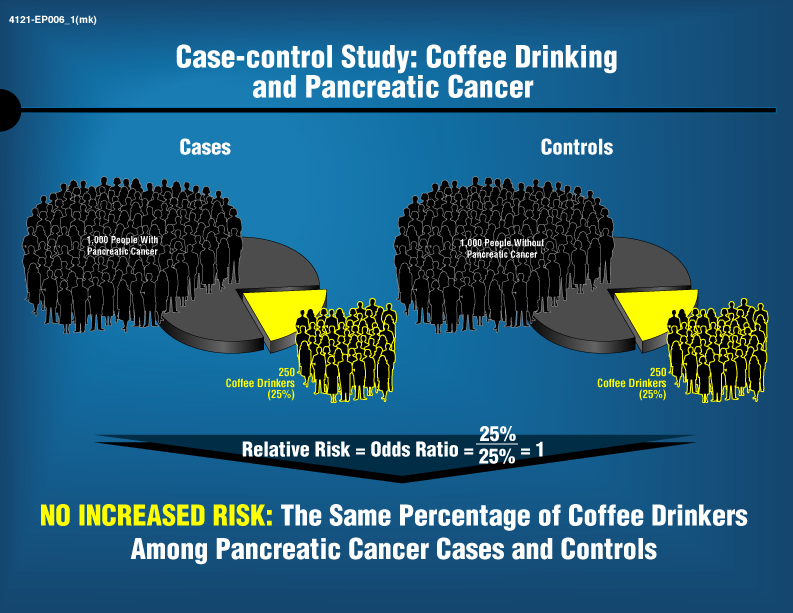 4121-EP006_1(mk)
Case-control Study: Coffee Drinking
and Pancreatic Cancer
Cases
Controls
1,000 People With
Pancreatic Cancer
1,000 People Without
Pancreatic Cancer
250
Coffee Drinkers
(25%)
250
Coffee Drinkers
(25%)
Relative Risk = Odds Ratio = 25% / 25% = 1
NO INCREASED RISK: The Same Percentage of Coffee Drinkers
Among Pancreatic Cancer Cases and Controls